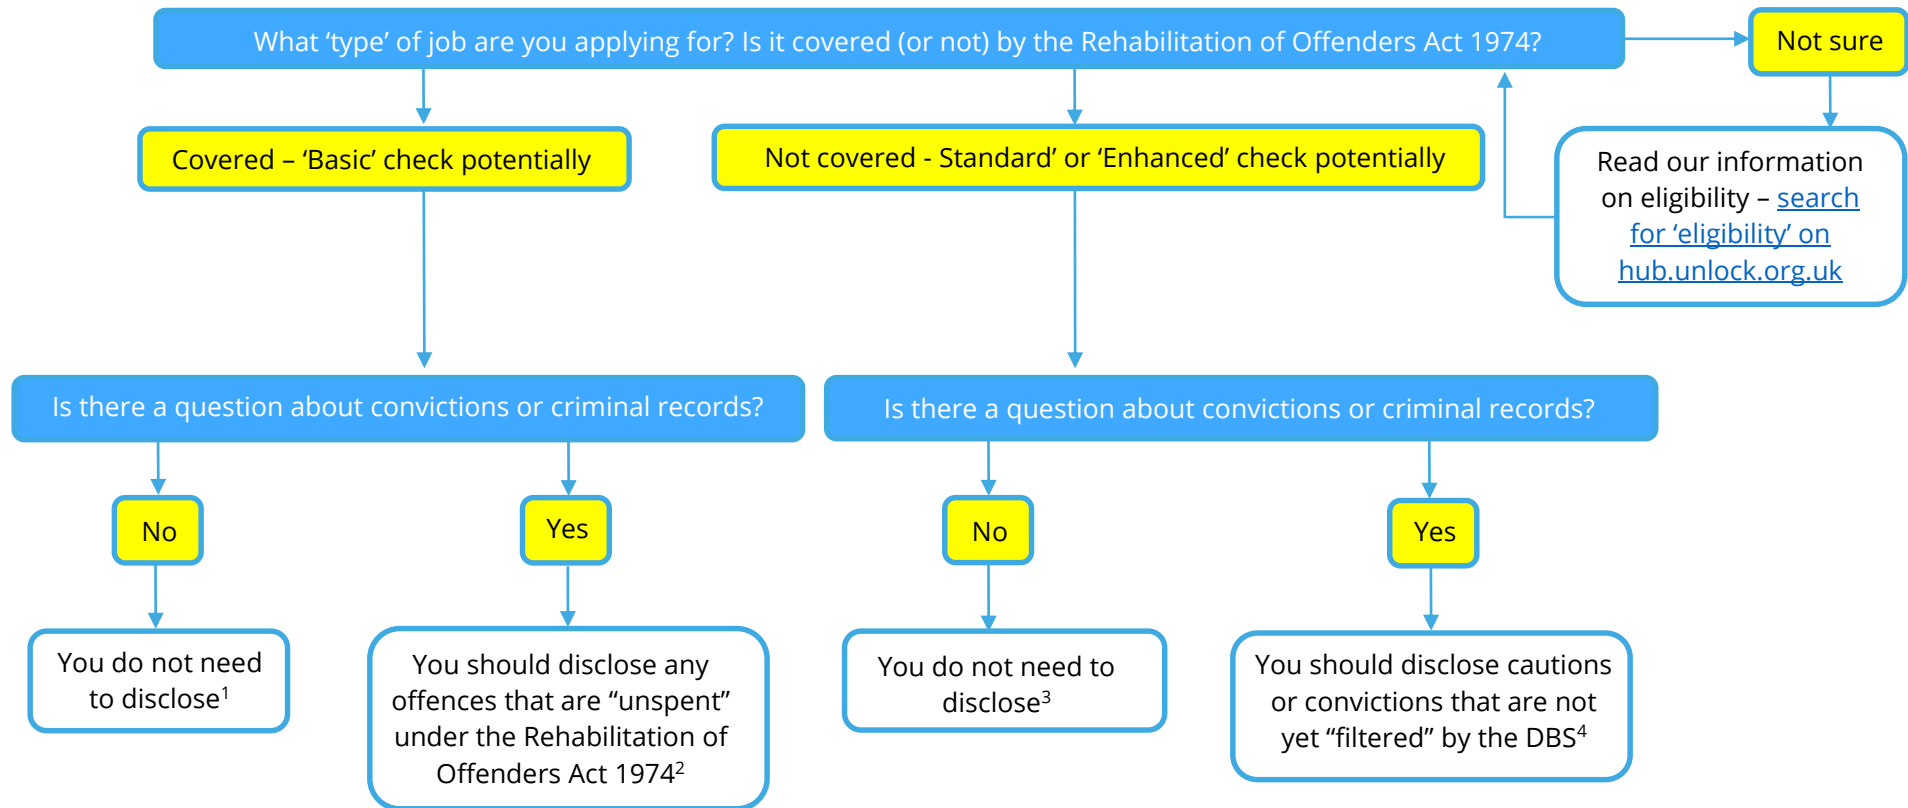 What ‘type’ of job are you applying for? Is it covered (or not) by the Rehabilitation of Offenders Act 1974?
Not sure
Covered – ‘Basic’ check potentially
Not covered - Standard’ or ‘Enhanced’ check potentially
Read our information
on eligibility – search
for ‘eligibility’ on
hub.unlock.org.uk
Is there a question about convictions or criminal records?
Is there a question about convictions or criminal records?
No
Yes
No
Yes
You do not need
to disclose1
You should disclose any
offences that are “unspent”
under the Rehabilitation of
Offenders Act 19742
You do not need to
disclose3
You should disclose cautions
or convictions that are not
yet “filtered” by the DBS4